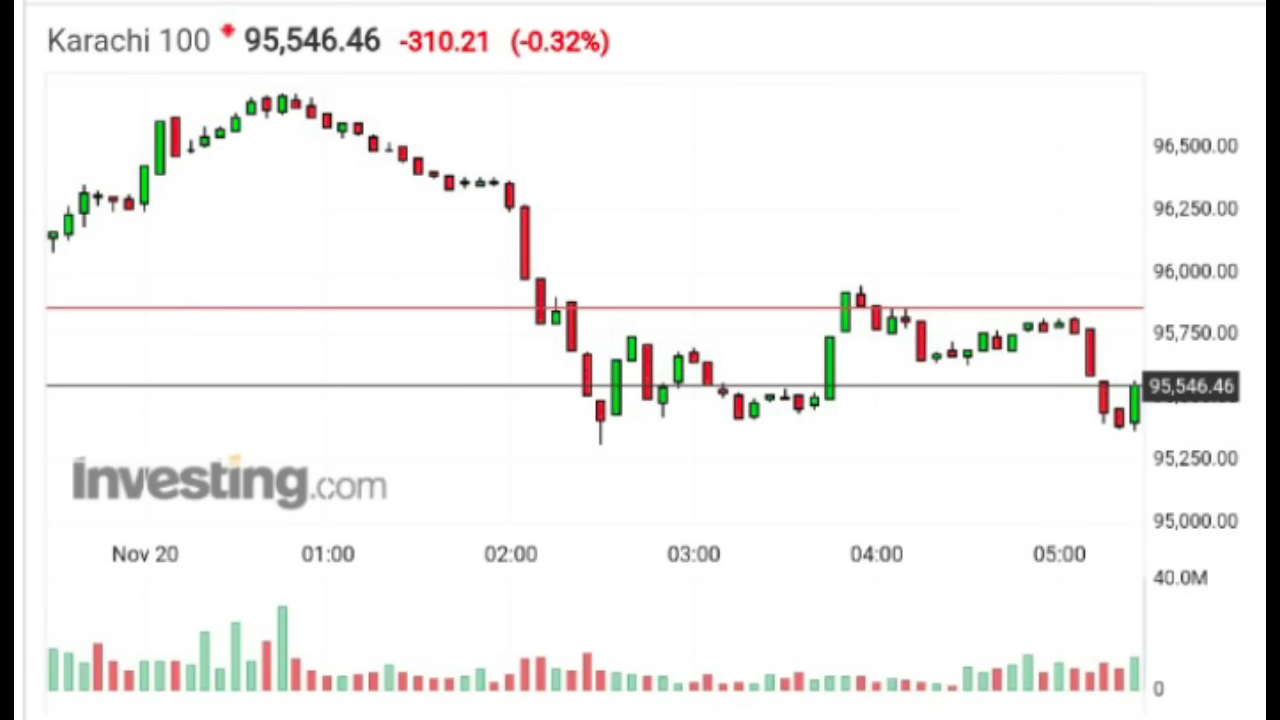 Karachi 100 95,546.46 -310.21 (-0.32%)
96,500.00
96,250.00
96,000.00
95,750.00
95,546.46
95,250.00
Investing.com
95,000.00
Nov 20 01:00 02:00 03:00 04:00 05:00
40.0M
0